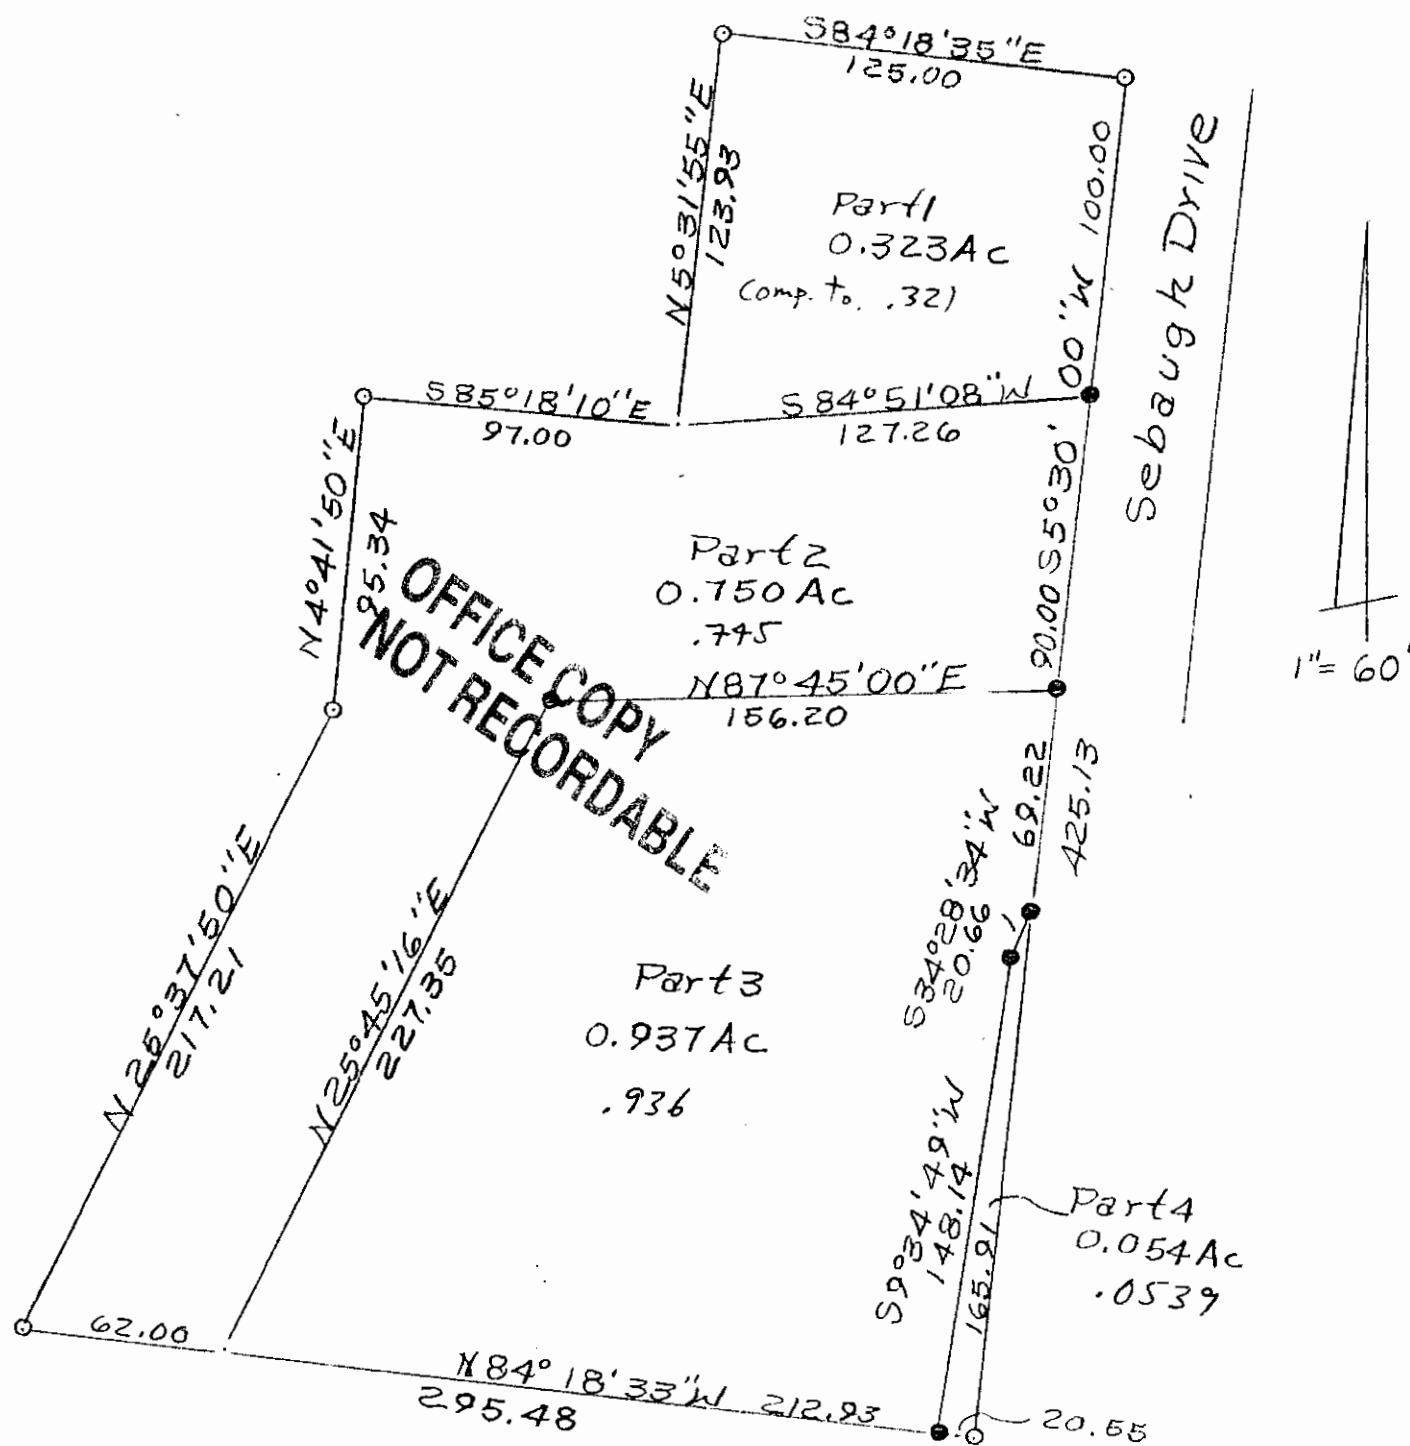 S84°18'35"E
125.00
N5°31'55"E
123.93
Part1
0.323Ac
Comp. to. .321
S5°30'00"W
100.00
Sebaugh Drive
S85°18'10"E
97.00
S84°51'08"W
127.26
N4°41'50"E
95.34
Part2
0.750Ac
.745
90.00
1"=60'
OFFICE COPY
NOT RECORDABLE
N87°45'00"E
156.20
69.22
425.13
S34°28'34"W
20.66
N26°37'50"E
217.21
N25°45'16"E
227.35
Part3
0.937Ac
.936
S9°34'49"W
148.14
165.91
Part4
0.054Ac
.0539
62.00
N84°18'33"W
212.93
295.48
20.55